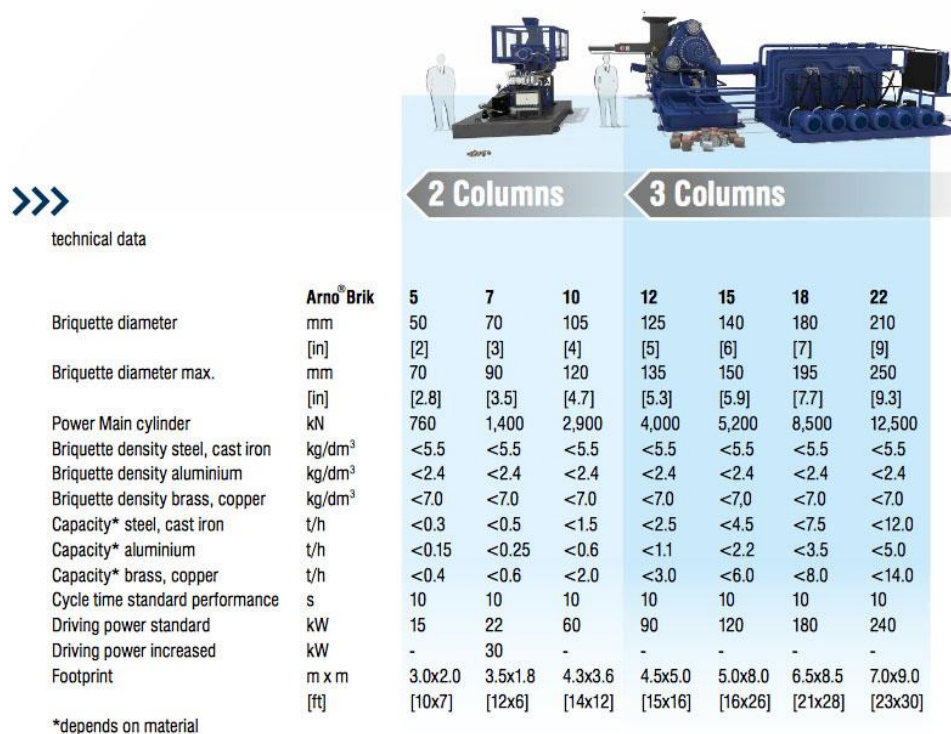 2 Columns 3 Columns
technical data
Arno®Brik 5 7 10 12 15 18 22
Briquette diameter mm 50 70 105 125 140 180 210
[in] [2] [3] [4] [5] [6] [7] [9]
Briquette diameter max. mm 70 90 120 135 150 195 250
[in] [2.8] [3.5] [4.7] [5.3] [5.9] [7.7] [9.3]
Power Main cylinder kN 760 1,400 2,900 4,000 5,200 8,500 12,500
Briquette density steel, cast iron kg/dm³ <5.5 <5.5 <5.5 <5.5 <5.5 <5.5 <5.5
Briquette density aluminium kg/dm³ <2.4 <2.4 <2.4 <2.4 <2.4 <2.4 <2.4
Briquette density brass, copper kg/dm³ <7.0 <7.0 <7.0 <7.0 <7,0 <7.0 <7.0
Capacity* steel, cast iron t/h <0.3 <0.5 <1.5 <2.5 <4.5 <7.5 <12.0
Capacity* aluminium t/h <0.15 <0.25 <0.6 <1.1 <2.2 <3.5 <5.0
Capacity* brass, copper t/h <0.4 <0.6 <2.0 <3.0 <6.0 <8.0 <14.0
Cycle time standard performance s 10 10 10 10 10 10 10
Driving power standard kW 15 22 60 90 120 180 240
Driving power increased kW - 30 - - - - -
Footprint m x m 3.0x2.0 3.5x1.8 4.3x3.6 4.5x5.0 5.0x8.0 6.5x8.5 7.0x9.0
[ft] [10x7] [12x6] [14x12] [15x16] [16x26] [21x28] [23x30]
*depends on material